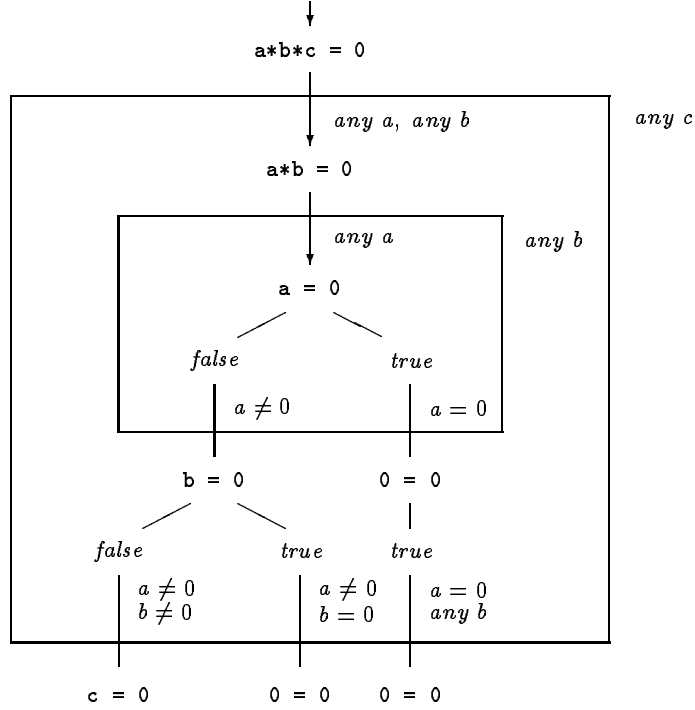 a*b*c = 0
any a, any b
any c
a*b = 0
any a
any b
a = 0
false true
a ≠ 0 a = 0
b = 0 0 = 0
false true true
a ≠ 0 a ≠ 0 a = 0
b ≠ 0 b = 0 any b
c = 0 0 = 0 0 = 0